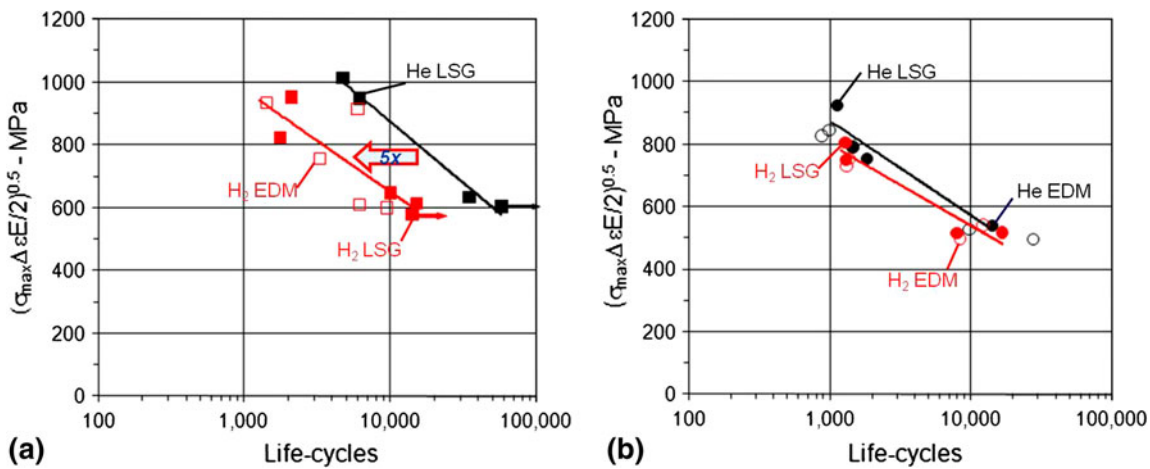 1200
1000
800
600
400
200
0
100
1,000
10,000
100,000
(σmaxΔεE/2)^0.5 - MPa
Life-cycles
He LSG
5x
H₂ EDM
H₂ LSG
(a)
1200
1000
800
600
400
200
0
100
1,000
10,000
100,000
(σmaxΔεE/2)^0.5 - MPa
Life-cycles
He LSG
H₂ LSG
He EDM
H₂ EDM
(b)